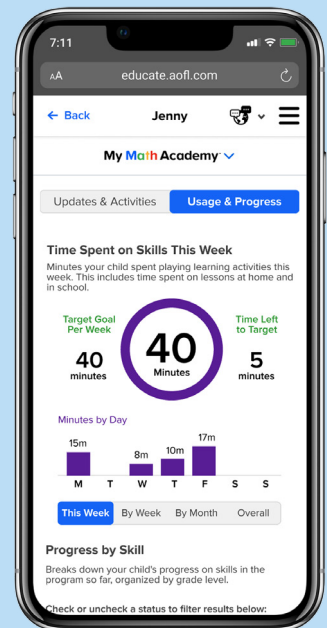 7:11
AA educate.aofl.com
← Back Jenny
My Math Academy
Updates & Activities Usage & Progress
Time Spent on Skills This Week
Minutes your child spent playing learning activities this
week. This includes time spent on lessons at home and
in school.
Target Goal
Per Week
40
minutes
40
Minutes
Time Left
to Target
5
minutes
Minutes by Day
15m 8m 10m 17m
M T W T F S S
This Week By Week By Month Overall
Progress by Skill
Breaks down your child's progress on skills in the
program so far, organized by grade level.
Check or uncheck a status to filter results below: